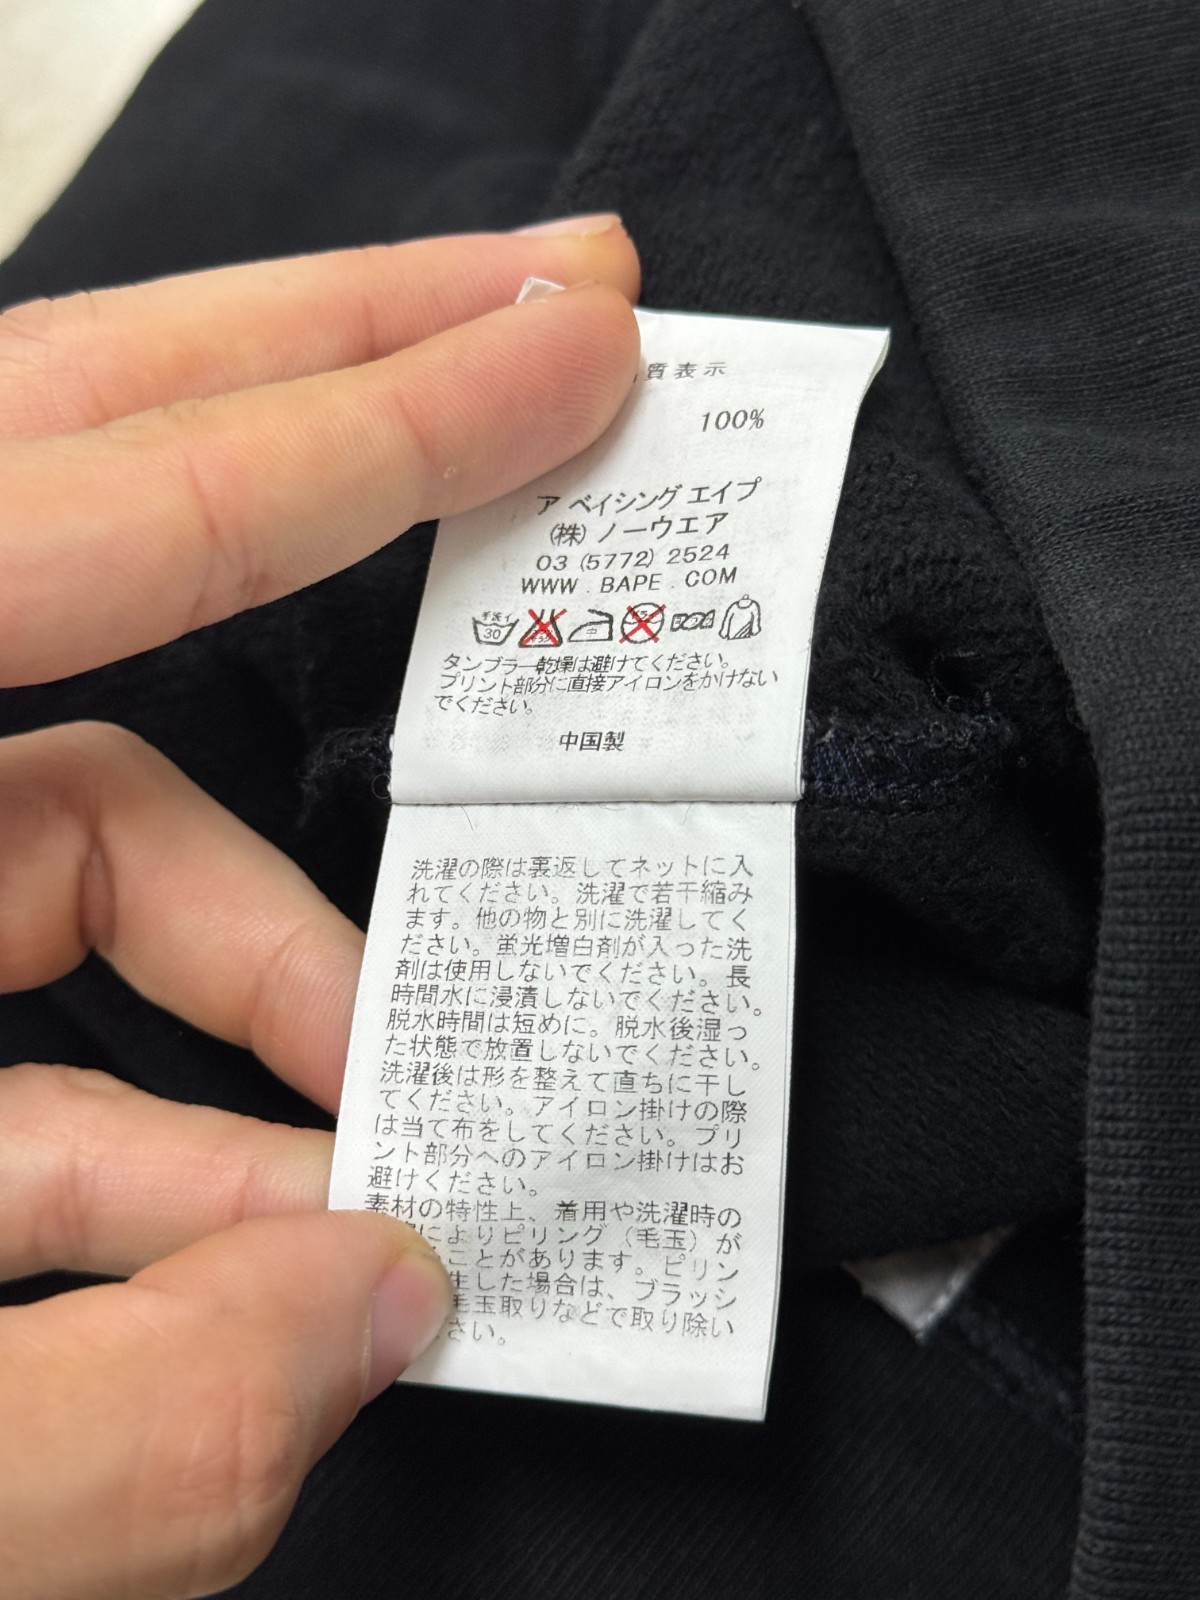 質表示
100%
ア ベイシング エイプ
(株) ノーウエア
03 (5772) 2524
WWW . BAPE . COM
手洗イ
30
中
タンブラー乾燥は避けてください。
プリント部分に直接アイロンをかけない
でください。
中国製
洗濯の際は裏返してネットに入
れてください。洗濯で若干縮み
ます。他の物と別に洗濯してく
ださい。蛍光増白剤が入った洗
剤は使用しないでください。長
時間水に浸漬しないでください。
脱水時間は短めに。脱水後湿っ
た状態で放置しないでください。
洗濯後は形を整えて直ちに干し
てください。アイロン掛けの際
は当て布をしてください。プリ
ント部分へのアイロン掛けはお
避けください。
素材の特性上、着用や洗濯時の
によりピリング（毛玉）が
ことがあります。ピリン
生した場合は、ブラッシ
毛玉取りなどで取り除い
さい。